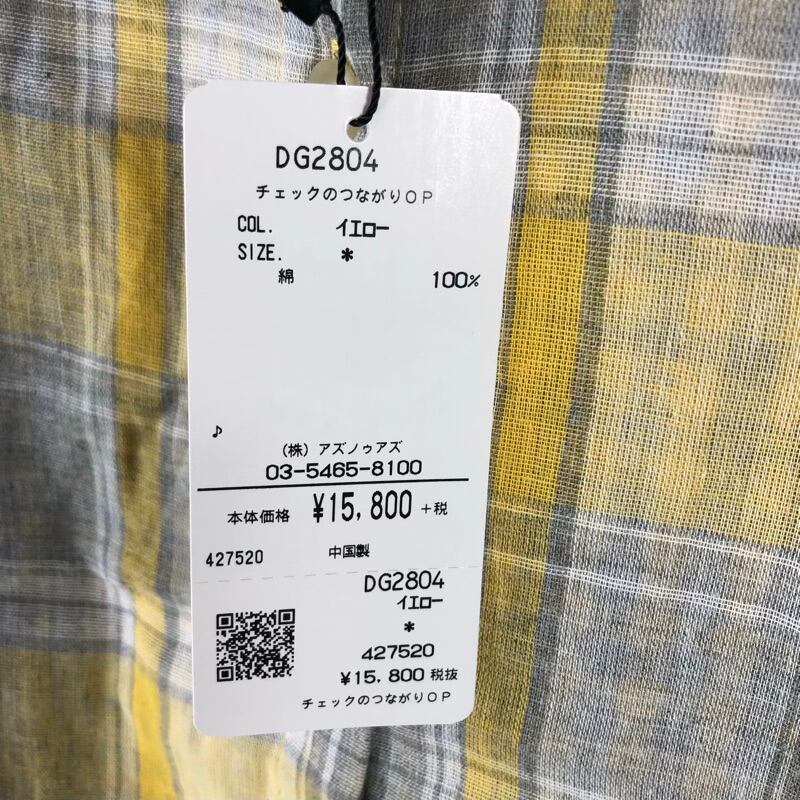 DG2804
チェックのつながりOP
COL. イエロー
SIZE. *
綿 100%
♪
(株) アズノゥアズ
03-5465-8100
本体価格 ¥15,800 +税
427520 中国製
DG2804
イエロー
*
427520
¥15,800 税抜
チェックのつながりOP